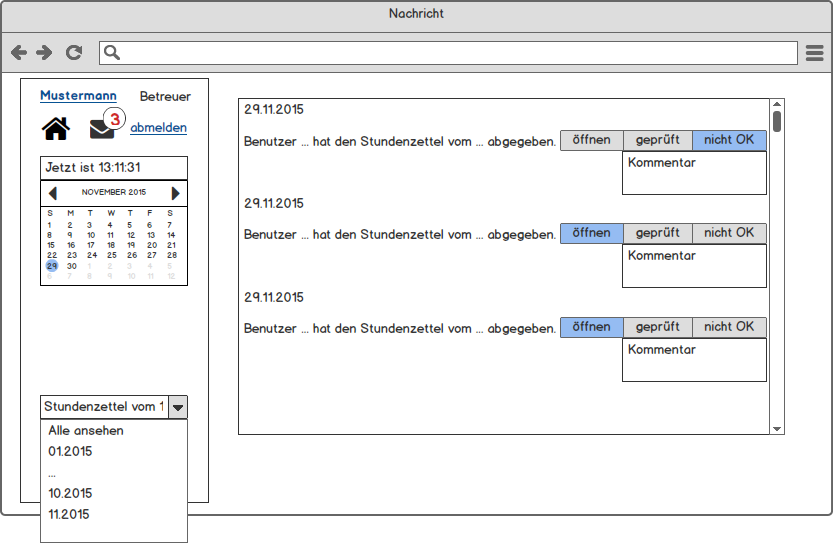 Nachricht
Mustermann Betreuer
3
abmelden
Jetzt ist 13:11:31
NOVEMBER 2015
S M T W T F S
1 2 3 4 5 6 7
8 9 10 11 12 13 14
15 16 17 18 19 20 21
22 23 24 25 26 27 28
29 30 1 2 3 4 5
6 7 8 9 10 11 12
Stundenzettel vom 1
Alle ansehen
01.2015
...
10.2015
11.2015
29.11.2015
Benutzer ... hat den Stundenzettel vom ... abgegeben. öffnen geprüft nicht OK
Kommentar
29.11.2015
Benutzer ... hat den Stundenzettel vom ... abgegeben. öffnen geprüft nicht OK
Kommentar
29.11.2015
Benutzer ... hat den Stundenzettel vom ... abgegeben. öffnen geprüft nicht OK
Kommentar